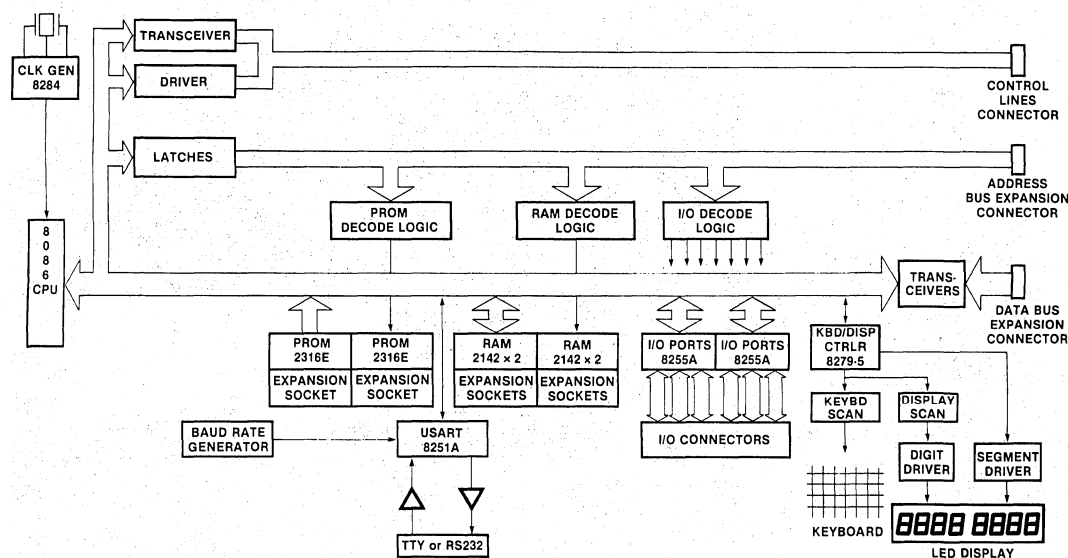 TRANSCEIVER
CLK GEN
8284
DRIVER
CONTROL
LINES
CONNECTOR
LATCHES
ADDRESS
BUS EXPANSION
CONNECTOR
PROM
DECODE LOGIC
RAM DECODE
LOGIC
I/O DECODE
LOGIC
8086
CPU
TRANS-
CEIVERS
DATA BUS
EXPANSION
CONNECTOR
PROM
2316E
PROM
2316E
RAM
2142 × 2
RAM
2142 × 2
I/O PORTS
8255A
I/O PORTS
8255A
KBD/DISP
CTRLR
8279-5
EXPANSION
SOCKET
EXPANSION
SOCKET
EXPANSION
SOCKETS
EXPANSION
SOCKETS
KEYBD
SCAN
DISPLAY
SCAN
BAUD RATE
GENERATOR
USART
8251A
I/O CONNECTORS
DIGIT
DRIVER
SEGMENT
DRIVER
KEYBOARD
8888 8888
TTY or RS232
LED DISPLAY